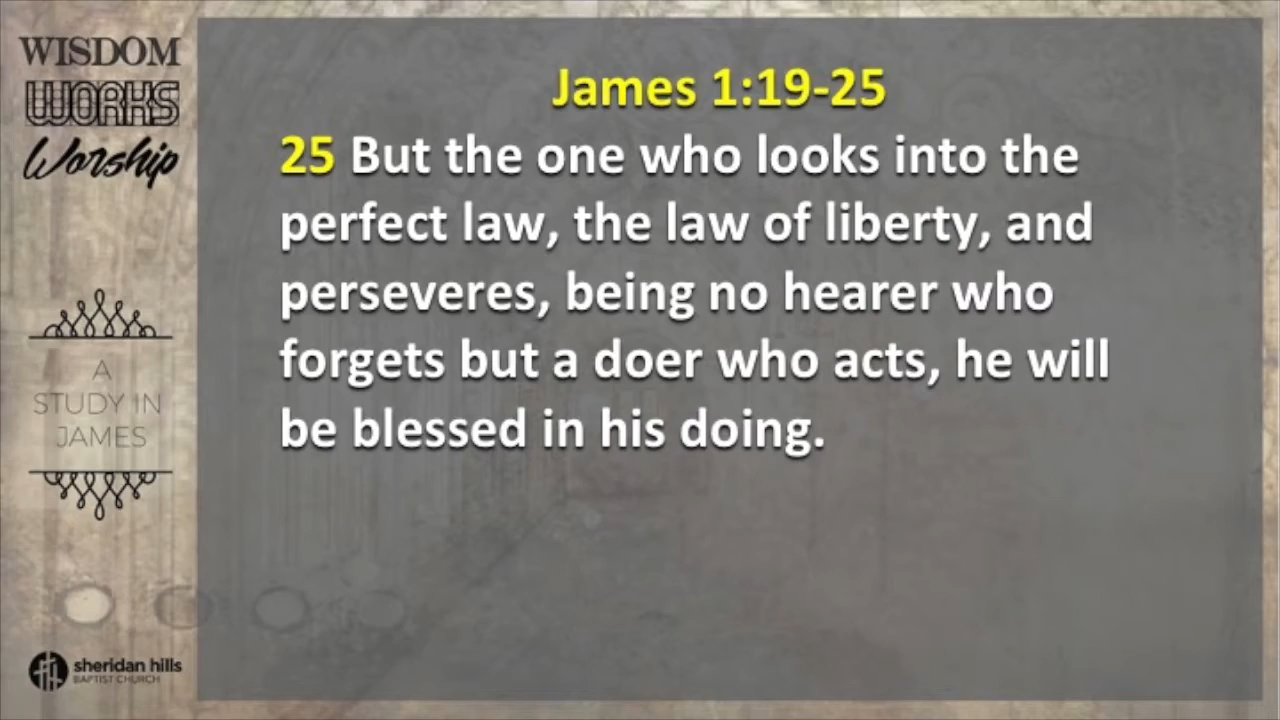 WISDOM
WORKS
Worship
A
STUDY IN
JAMES
sheridan hills
BAPTIST CHURCH
James 1:19-25
25 But the one who looks into the
perfect law, the law of liberty, and
perseveres, being no hearer who
forgets but a doer who acts, he will
be blessed in his doing.